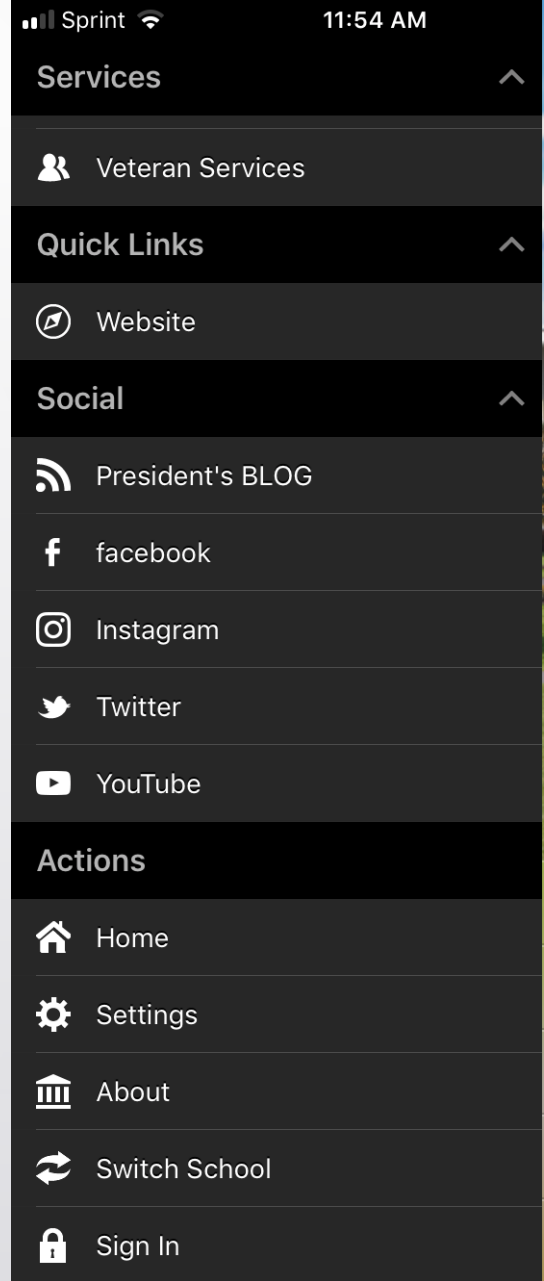 Sprint 11:54 AM
Services
Veteran Services
Quick Links
Website
Social
President's BLOG
facebook
Instagram
Twitter
YouTube
Actions
Home
Settings
About
Switch School
Sign In